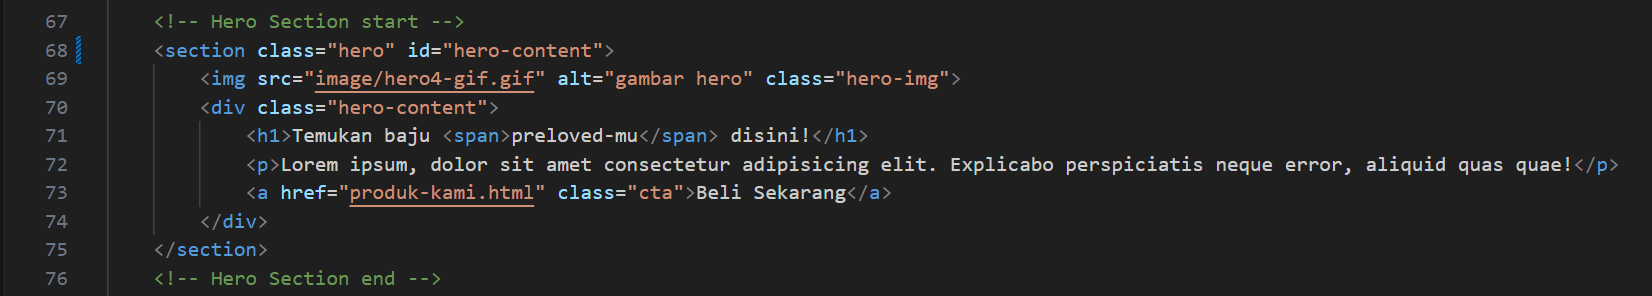 67 <!-- Hero Section start -->
68 <section class="hero" id="hero-content">
69 <img src="image/hero4-gif.gif" alt="gambar hero" class="hero-img">
70 <div class="hero-content">
71 <h1>Temukan baju <span>preloved-mu</span> disini!</h1>
72 <p>Lorem ipsum, dolor sit amet consectetur adipisicing elit. Explicabo perspiciatis neque error, aliquid quas quae!</p>
73 <a href="produk-kami.html" class="cta">Beli Sekarang</a>
74 </div>
75 </section>
76 <!-- Hero Section end -->